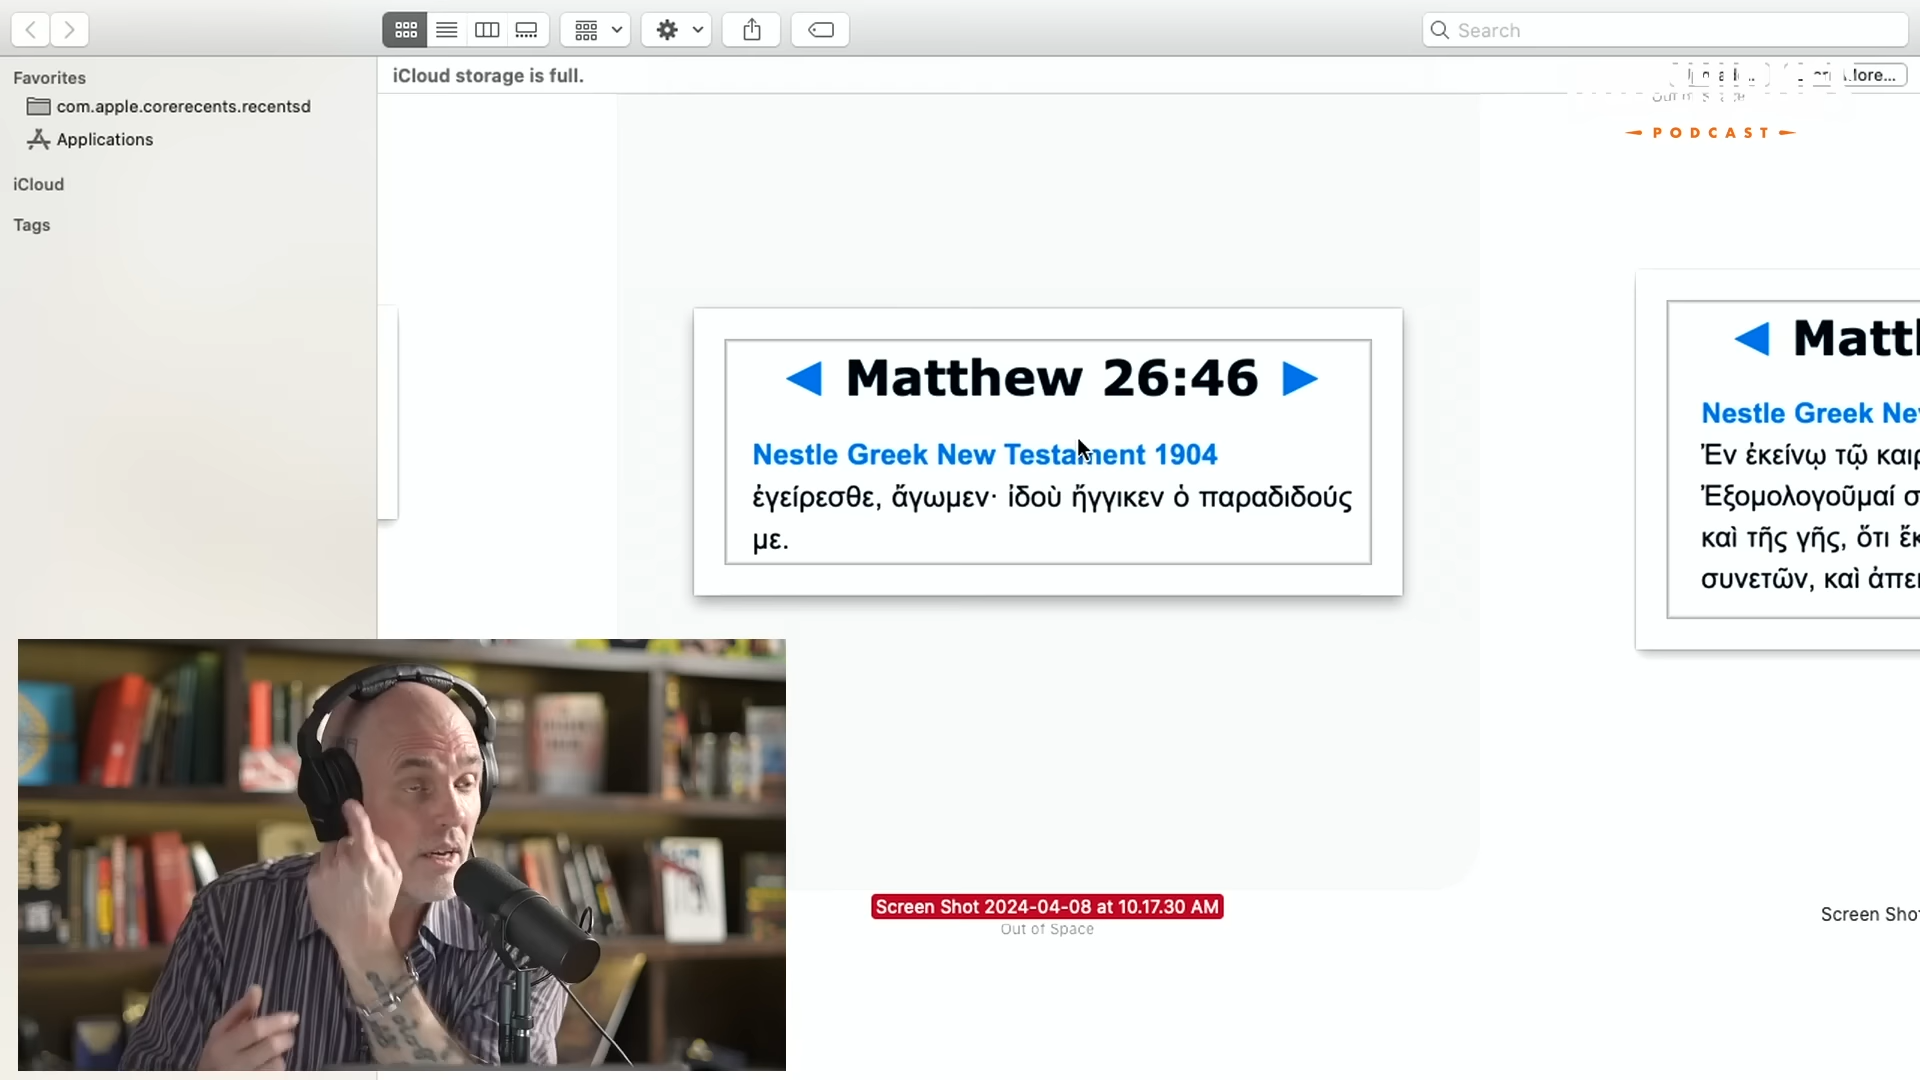 Search
Favorites
com.apple.corerecents.recentsd
Applications
iCloud
Tags
iCloud storage is full.
PODCAST
Matthew 26:46
Nestle Greek New Testament 1904
ἐγείρεσθε, ἄγωμεν· ἰδοὺ ἤγγικεν ὁ παραδιδούς
με.
Screen Shot 2024-04-08 at 10.17.30 AM
Out of Space
Matth
Nestle Greek Ne
Ἐν ἐκείνῳ τῷ καιρ
Ἐξομολογοῦμαί σ
καὶ τῆς γῆς, ὅτι ἔκ
συνετῶν, καὶ ἀπε
Screen Sho